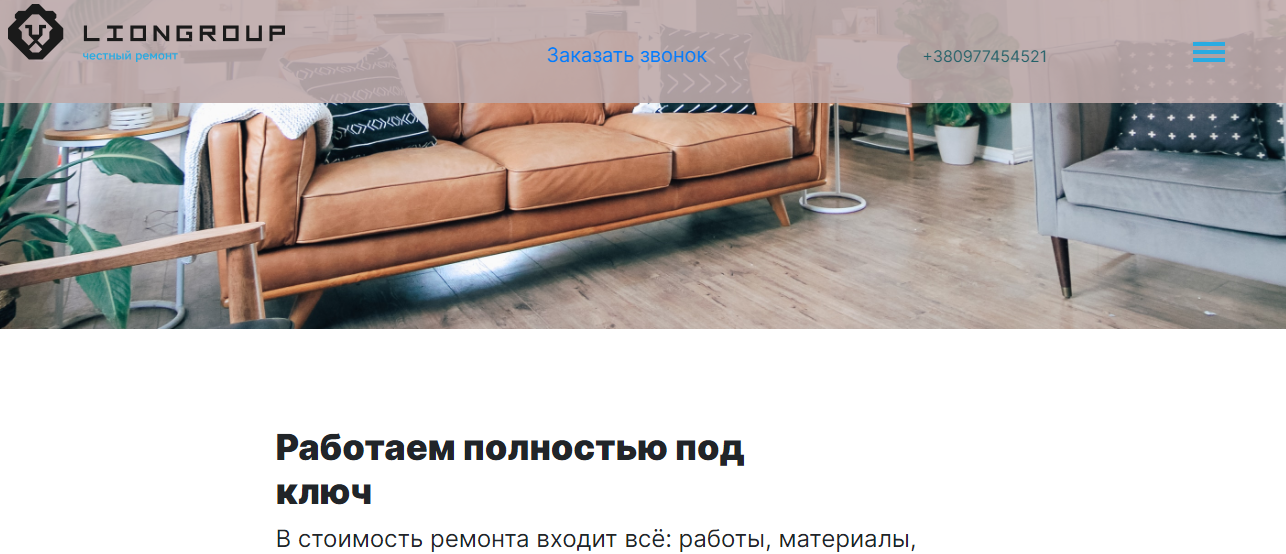 LIONGROUP
честный ремонт
Заказать звонок
+380977454521
Работаем полностью под
ключ
В стоимость ремонта входит всё: работы, материалы,